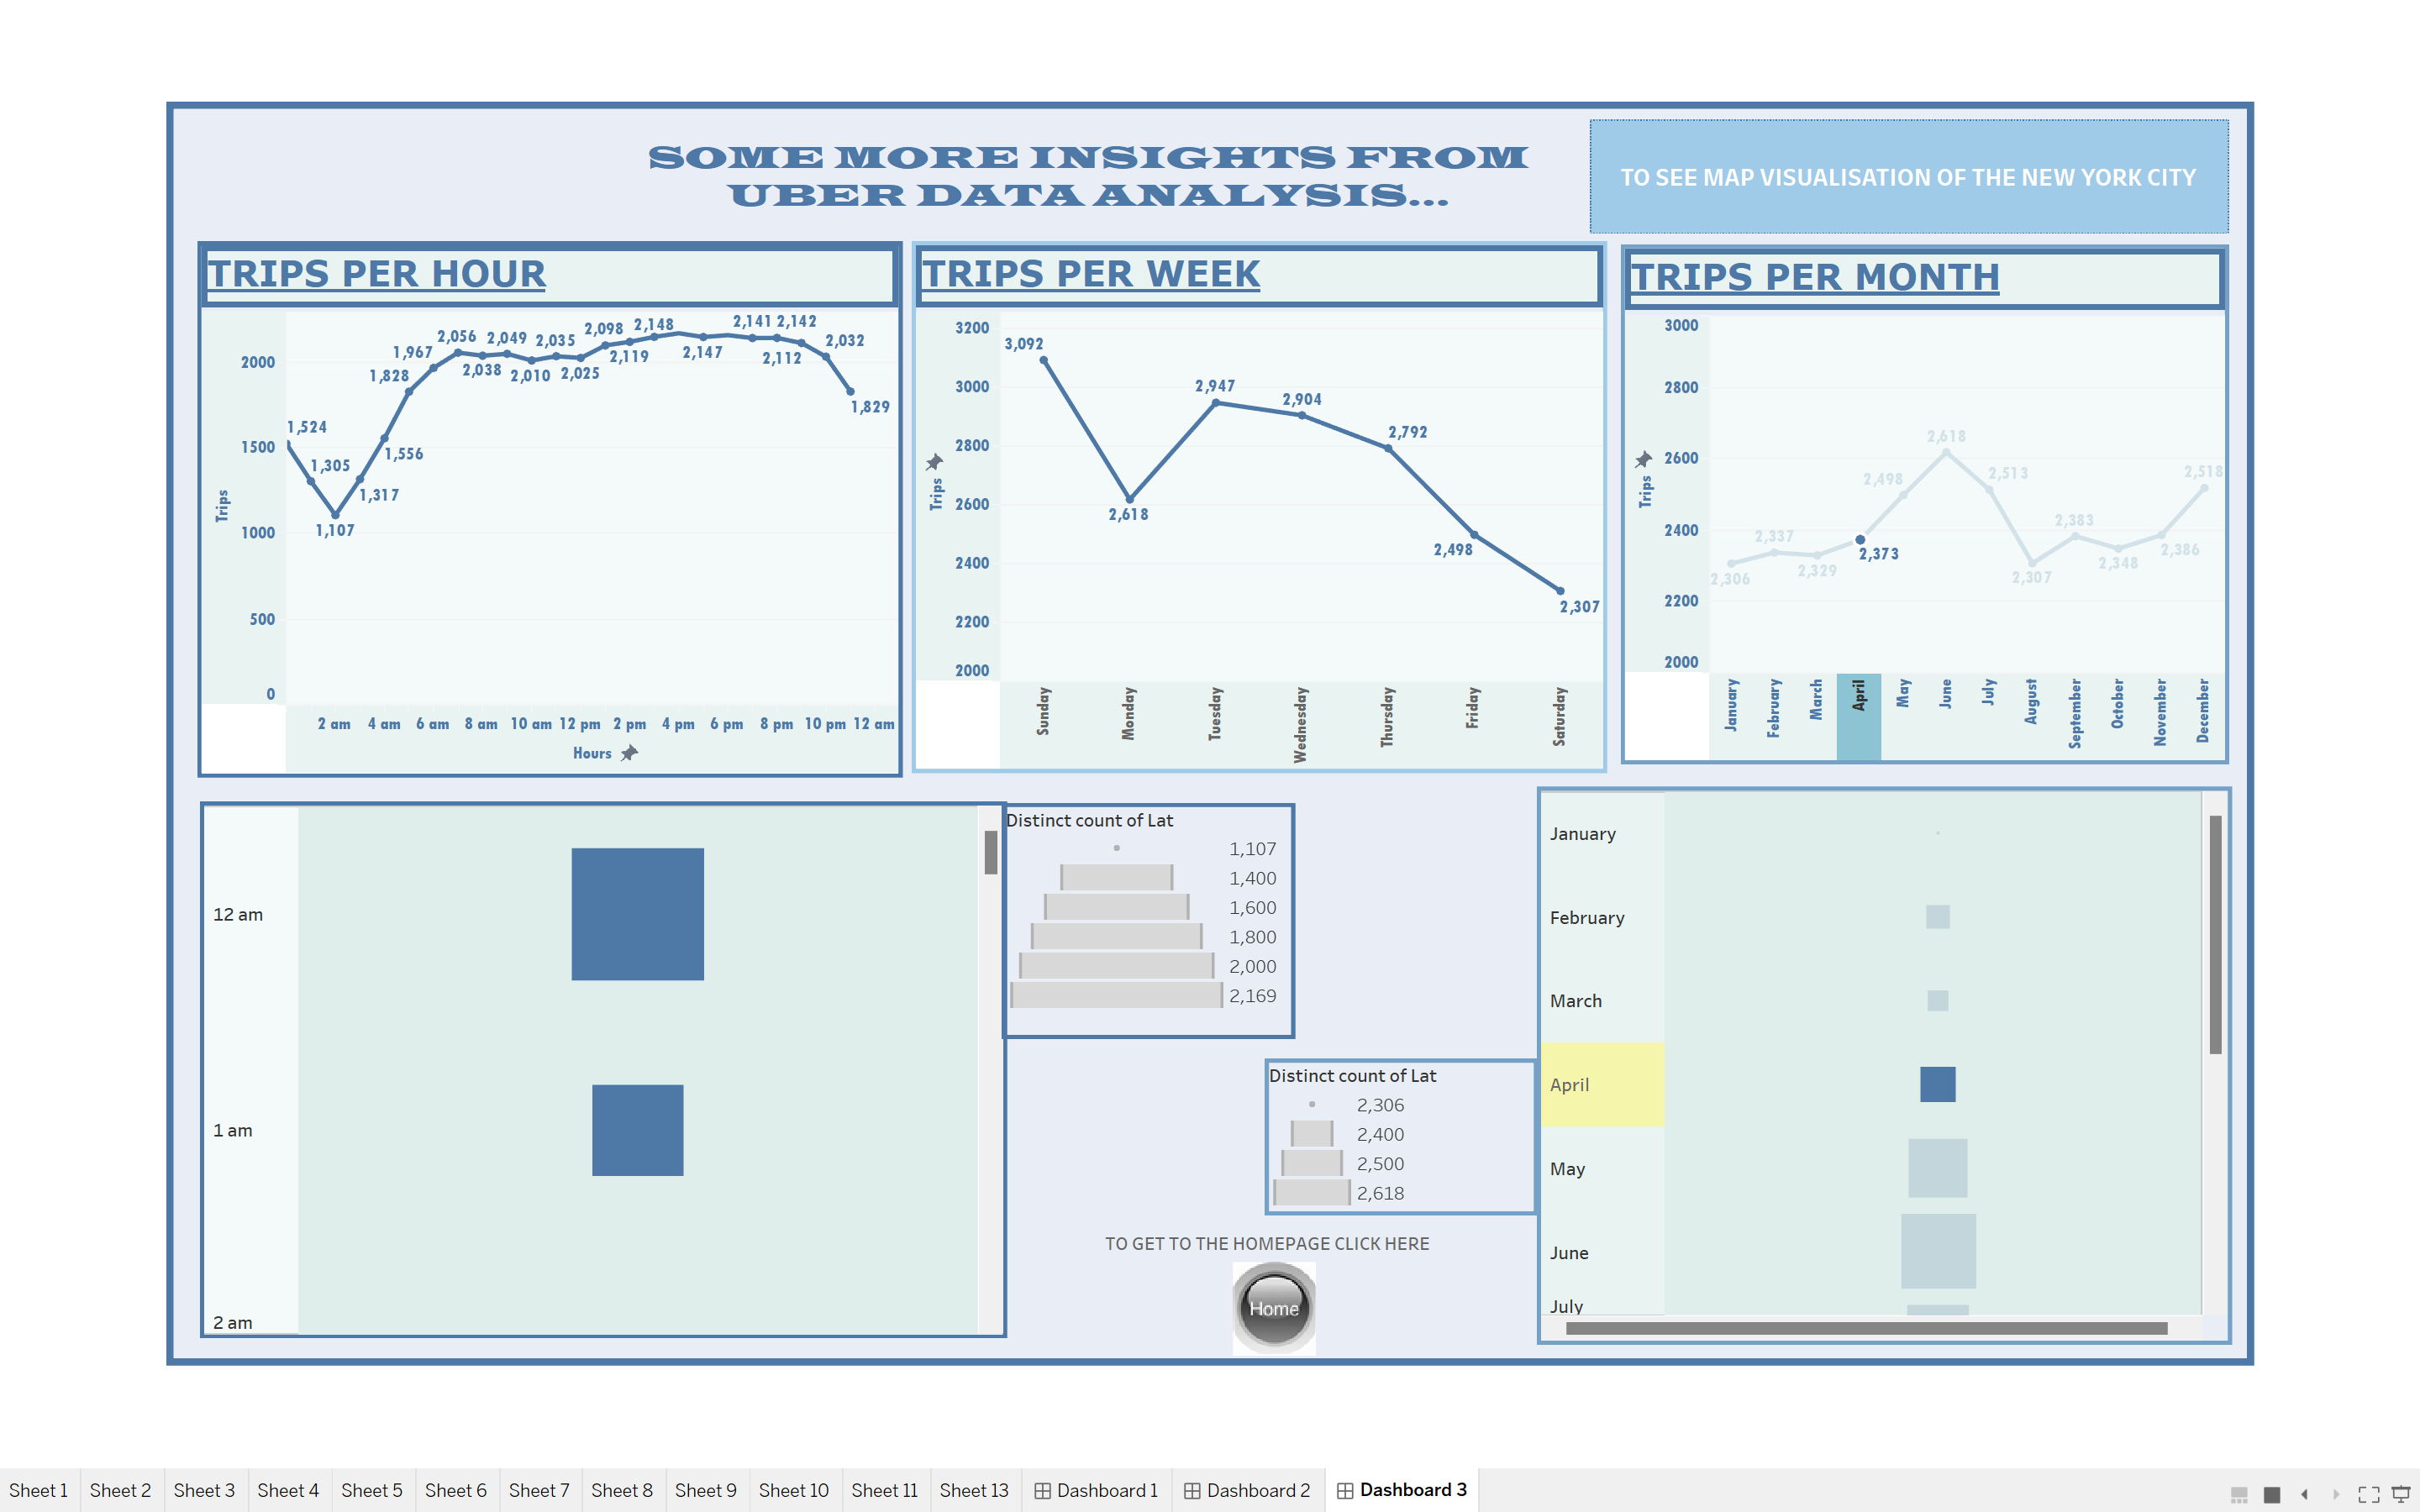 SOME MORE INSIGHTS FROM
UBER DATA ANALYSIS...
TO SEE MAP VISUALISATION OF THE NEW YORK CITY
TRIPS PER HOUR
2000
1500
1000
500
0
Trips
1,524
1,305
1,107
1,317
1,556
1,828
1,967
2,056
2,038
2,049
2,010
2,035
2,025
2,098
2,119
2,148
2,147
2,141
2,112
2,142
2,032
1,829
2 am 4 am 6 am 8 am 10 am 12 pm 2 pm 4 pm 6 pm 8 pm 10 pm 12 am
Hours
TRIPS PER WEEK
3200
3000
2800
2600
2400
2200
2000
Trips
3,092
2,618
2,947
2,904
2,792
2,498
2,307
Sunday
Monday
Tuesday
Wednesday
Thursday
Friday
Saturday
TRIPS PER MONTH
3000
2800
2600
2400
2200
2000
Trips
2,306
2,337
2,329
2,373
2,498
2,618
2,513
2,307
2,383
2,348
2,386
2,518
January
February
March
April
May
June
July
August
September
October
November
December
12 am
1 am
2 am
Distinct count of Lat
1,107
1,400
1,600
1,800
2,000
2,169
Distinct count of Lat
2,306
2,400
2,500
2,618
TO GET TO THE HOMEPAGE CLICK HERE
Home
January
February
March
April
May
June
July
Sheet 1 Sheet 2 Sheet 3 Sheet 4 Sheet 5 Sheet 6 Sheet 7 Sheet 8 Sheet 9 Sheet 10 Sheet 11 Sheet 13 Dashboard 1 Dashboard 2 Dashboard 3